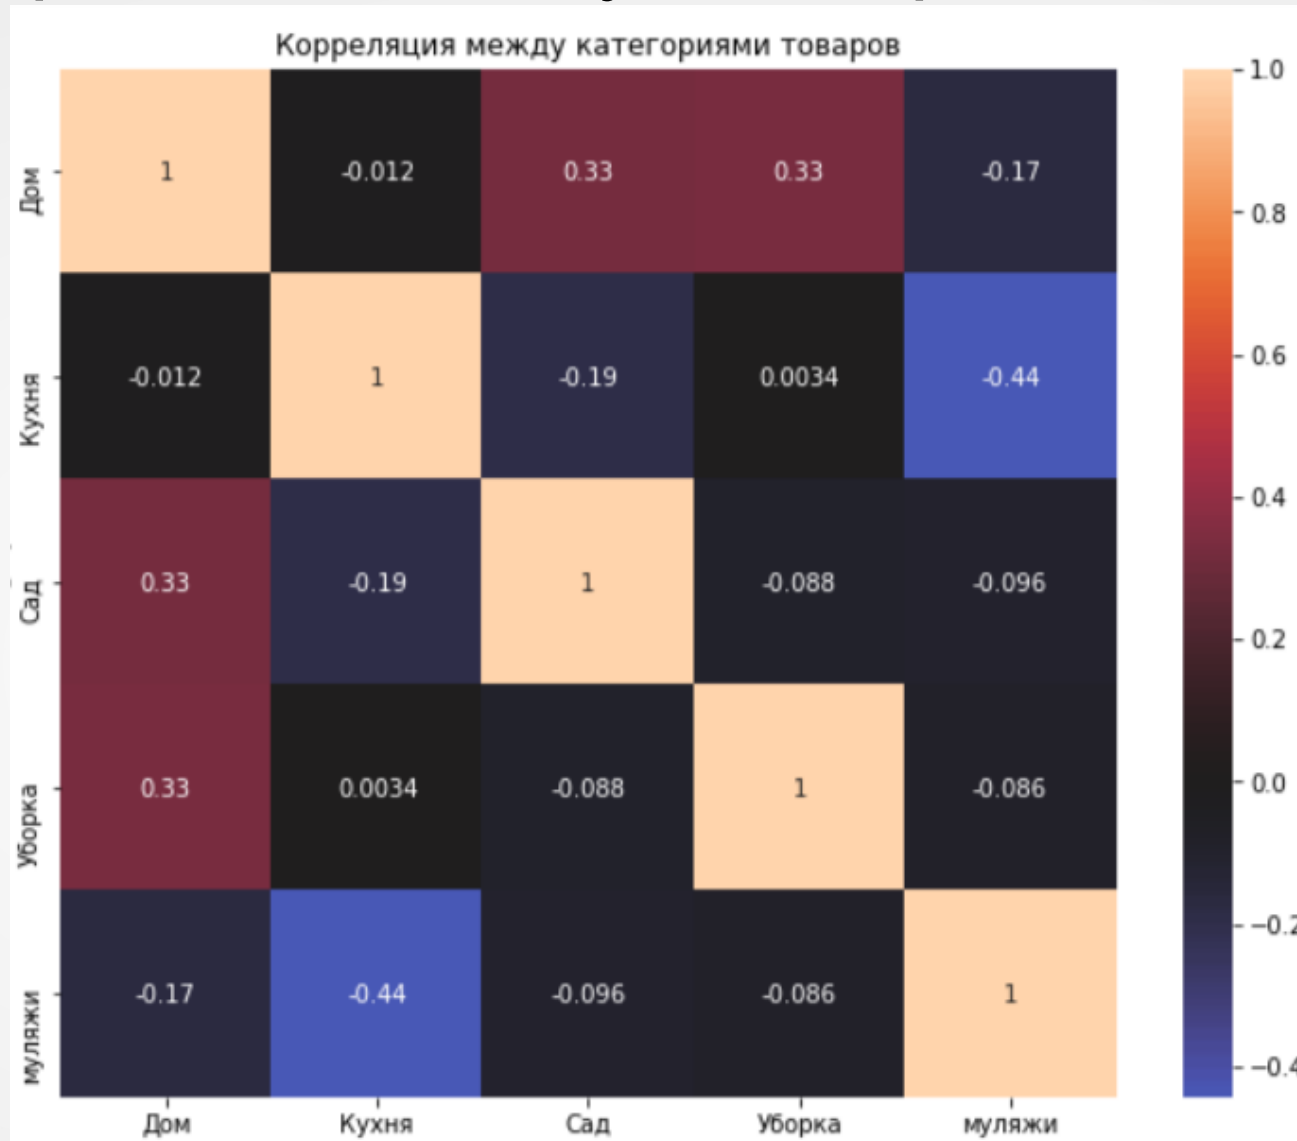 Корреляция между категориями товаров
Дом 1 -0.012 0.33 0.33 -0.17
Кухня -0.012 1 -0.19 0.0034 -0.44
Сад 0.33 -0.19 1 -0.088 -0.096
Уборка 0.33 0.0034 -0.088 1 -0.086
муляжи -0.17 -0.44 -0.096 -0.086 1
Дом Кухня Сад Уборка муляжи
1.0
0.8
0.6
0.4
0.2
0.0